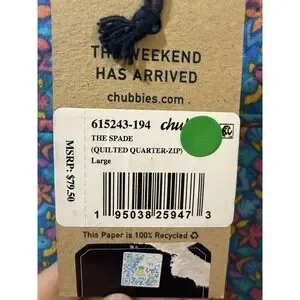 THE WEEKEND
HAS ARRIVED
chubbies.com
615243-194 chub
THE SPADE
(QUILTED QUARTER-ZIP)
Large
MSRP: $79.50
1 95038 25947 3
This Paper is 100% Recycled